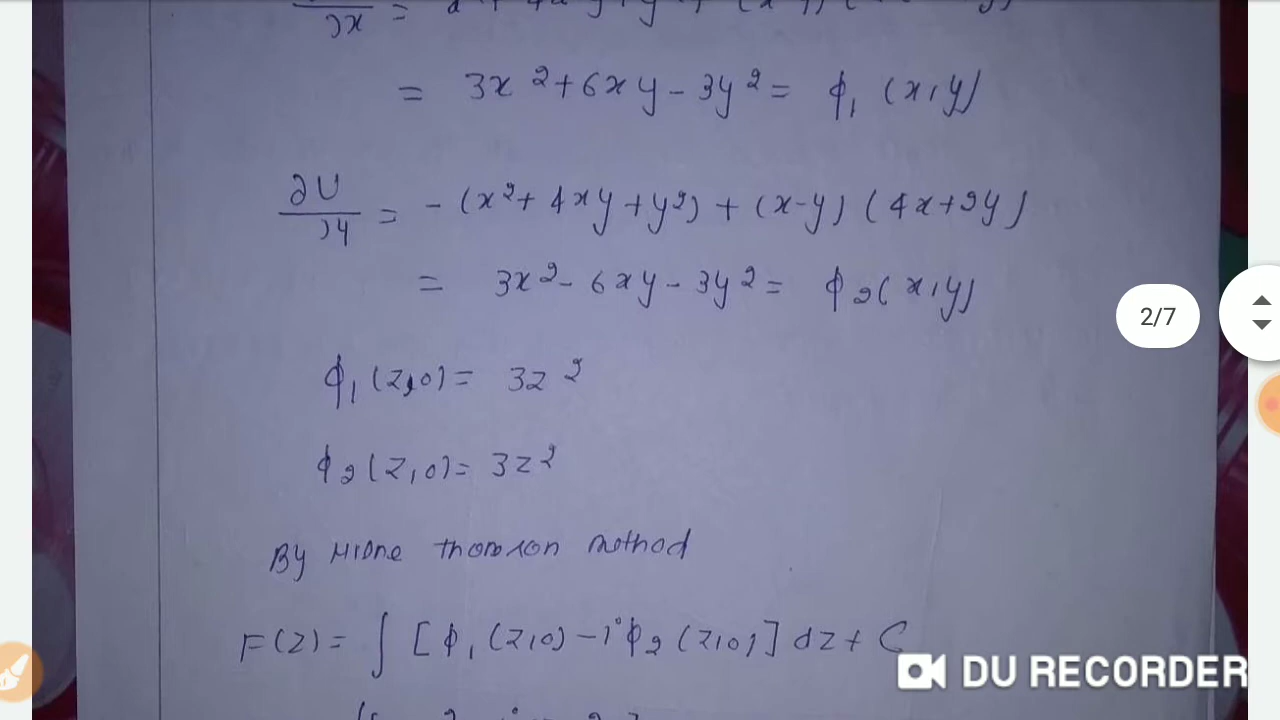 ∂x =
= 3x² + 6xy - 3y² = ϕ₁ (x,y)
∂U/∂y = - (x² + 4xy + y²) + (x-y) (4x+2y)
= 3x² - 6xy - 3y² = ϕ₂(x,y)
ϕ₁(z,0) = 3z²
ϕ₂(z,0) = 3z²
By Milne thomson method
F(z) = ∫ [ϕ₁(z,0) - iϕ₂(z,0)] dz + C
2/7
DU RECORDER